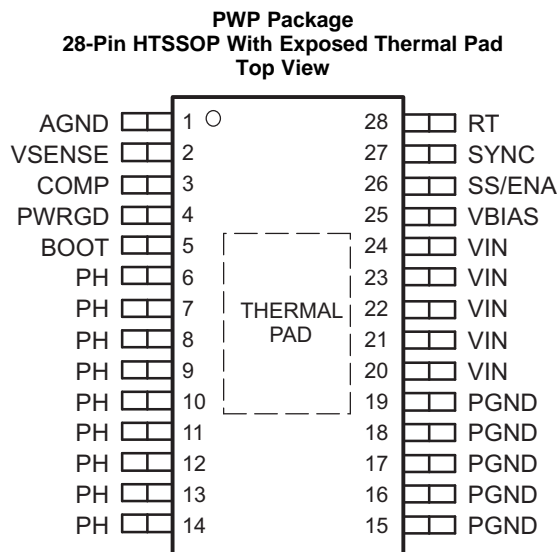 PWP Package
28-Pin HTSSOP With Exposed Thermal Pad
Top View
AGND 1 28 RT
VSENSE 2 27 SYNC
COMP 3 26 SS/ENA
PWRGD 4 25 VBIAS
BOOT 5 24 VIN
PH 6 23 VIN
PH 7 22 VIN
PH 8 21 VIN
PH 9 20 VIN
PH 10 19 PGND
PH 11 18 PGND
PH 12 17 PGND
PH 13 16 PGND
PH 14 15 PGND
THERMAL
PAD